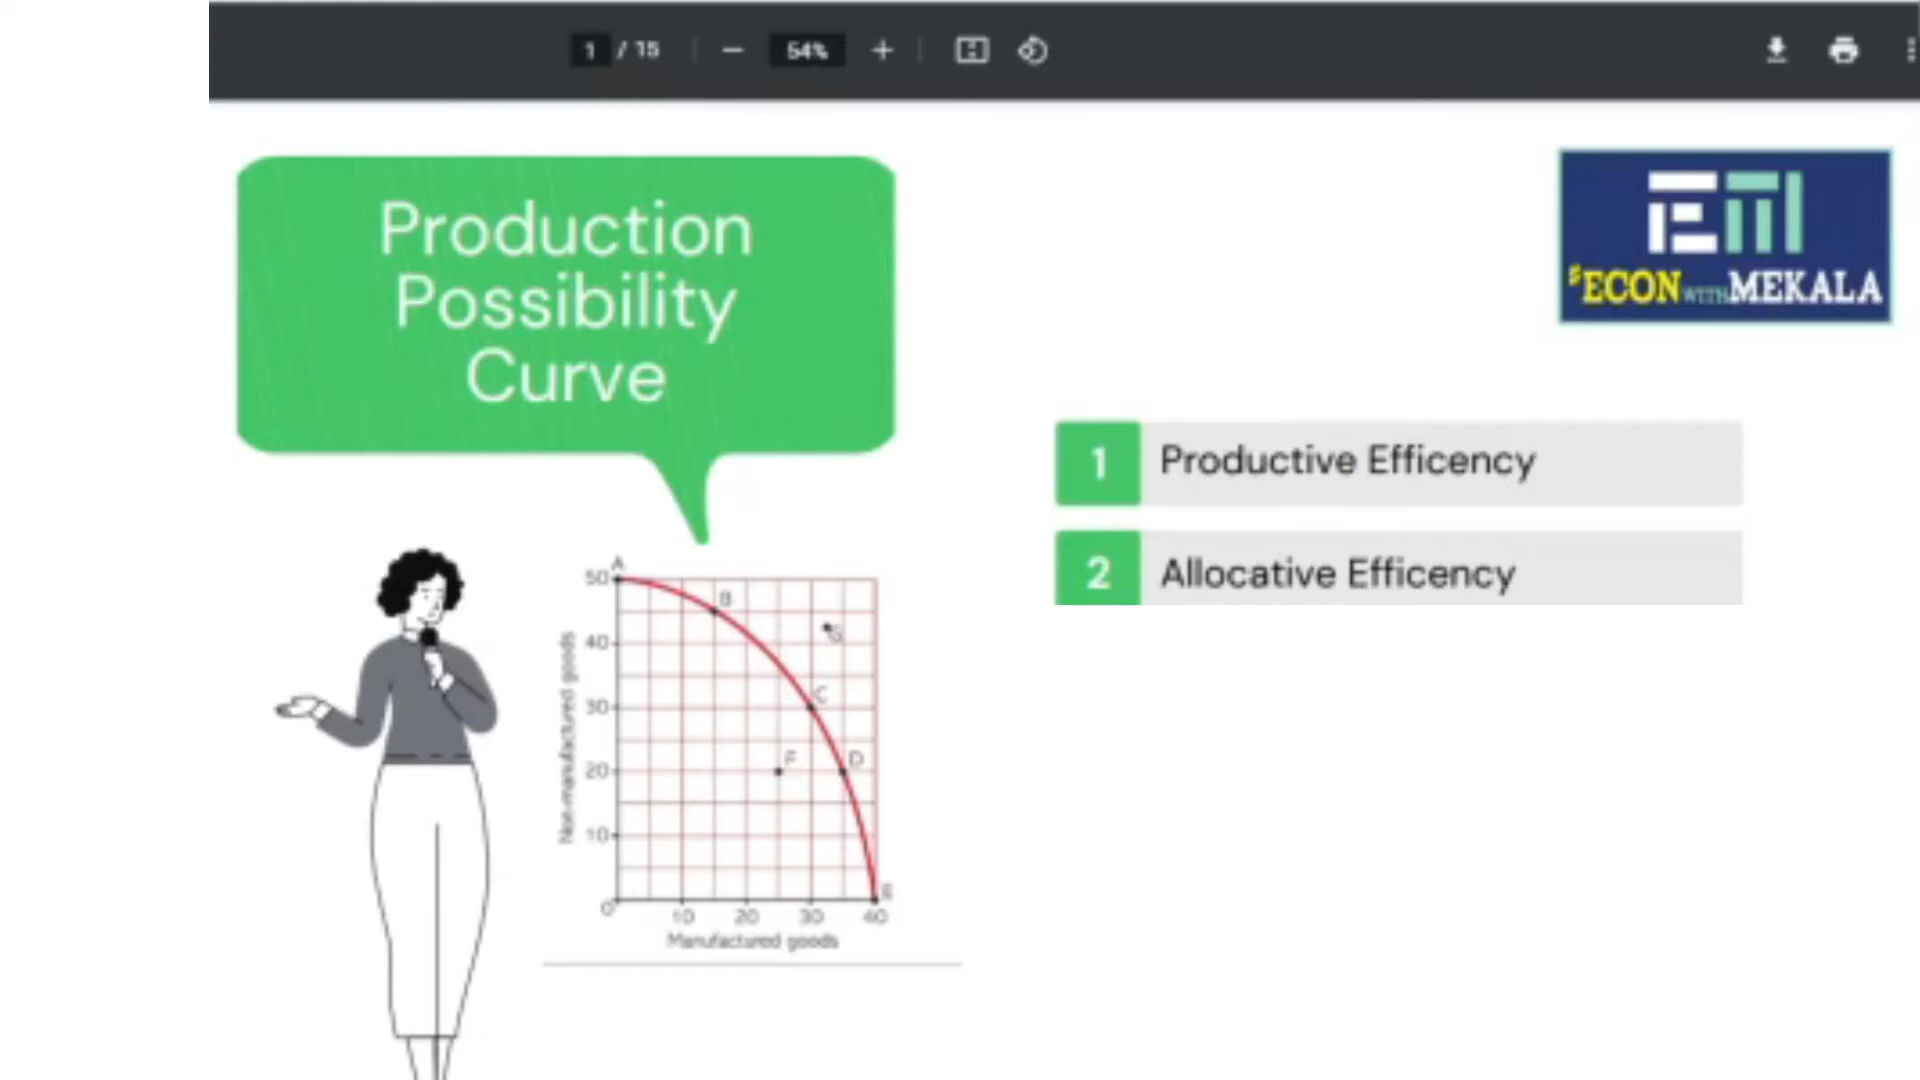 1 / 15
54%
Production
Possibility
Curve
ECON WITH MEKALA
1 Productive Efficency
2 Allocative Efficency
A
50
B
40
G
C
30
F
D
20
10
E
0
10 20 30 40
Non-manufactured goods
Manufactured goods